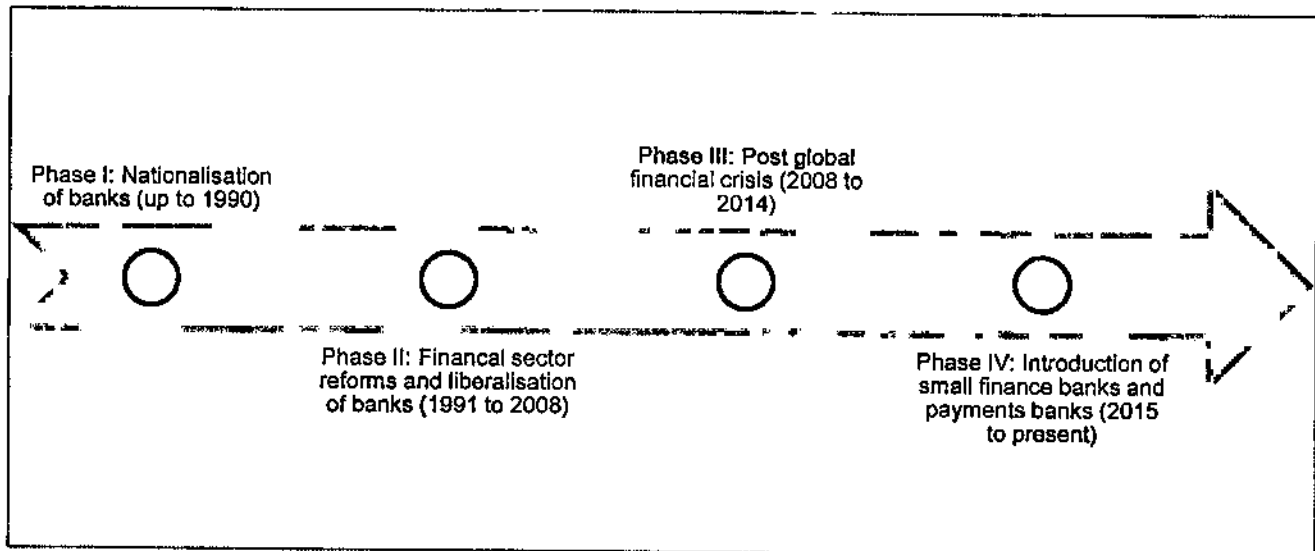 Phase I: Nationalisation
of banks (up to 1990)
Phase II: Financal sector
reforms and liberalisation
of banks (1991 to 2008)
Phase III: Post global
financial crisis (2008 to
2014)
Phase IV: Introduction of
small finance banks and
payments banks (2015
to present)